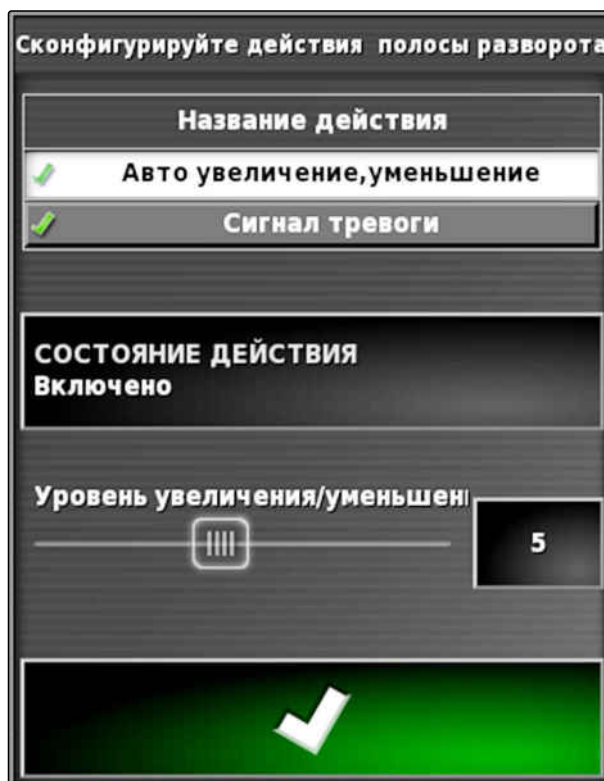 Сконфигурируйте действия полосы разворота
Название действия
Авто увеличение,уменьшение
Сигнал тревоги
СОСТОЯНИЕ ДЕЙСТВИЯ
Включено
Уровень увеличения/уменьшен
5